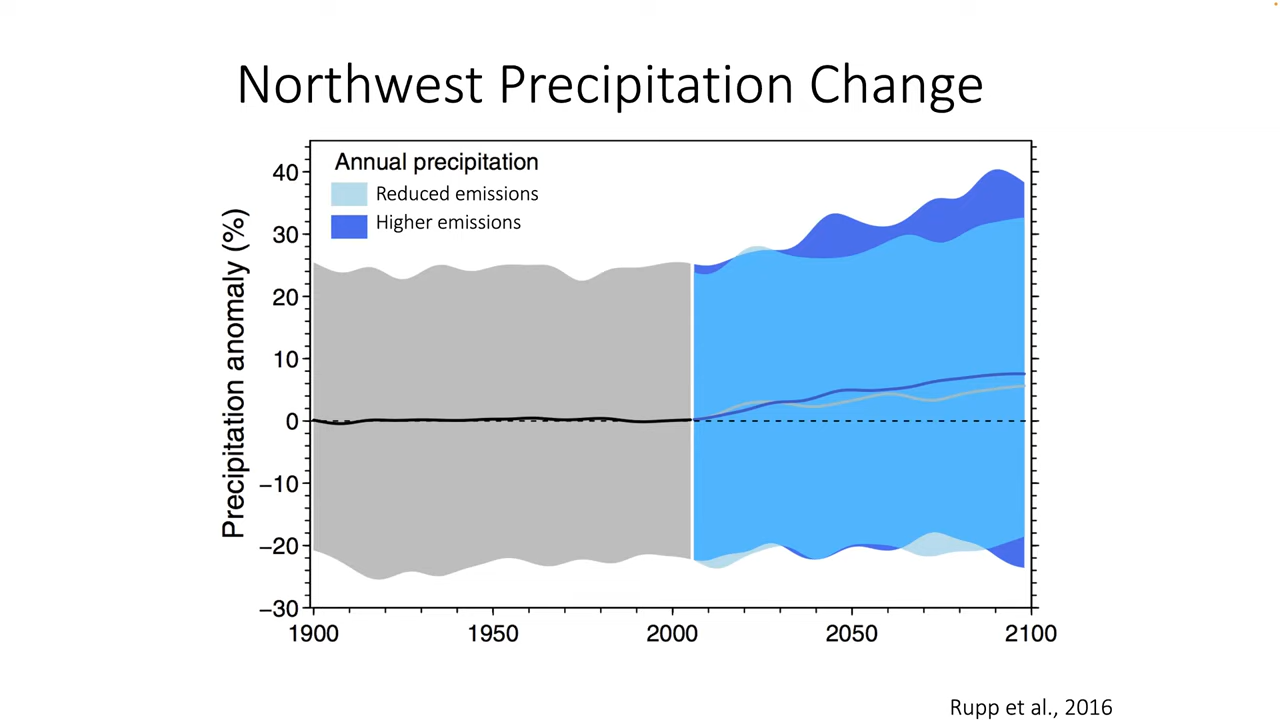 Northwest Precipitation Change
Annual precipitation
Reduced emissions
Higher emissions
Precipitation anomaly (%)
40
30
20
10
0
−10
−20
−30
1900 1950 2000 2050 2100
Rupp et al., 2016